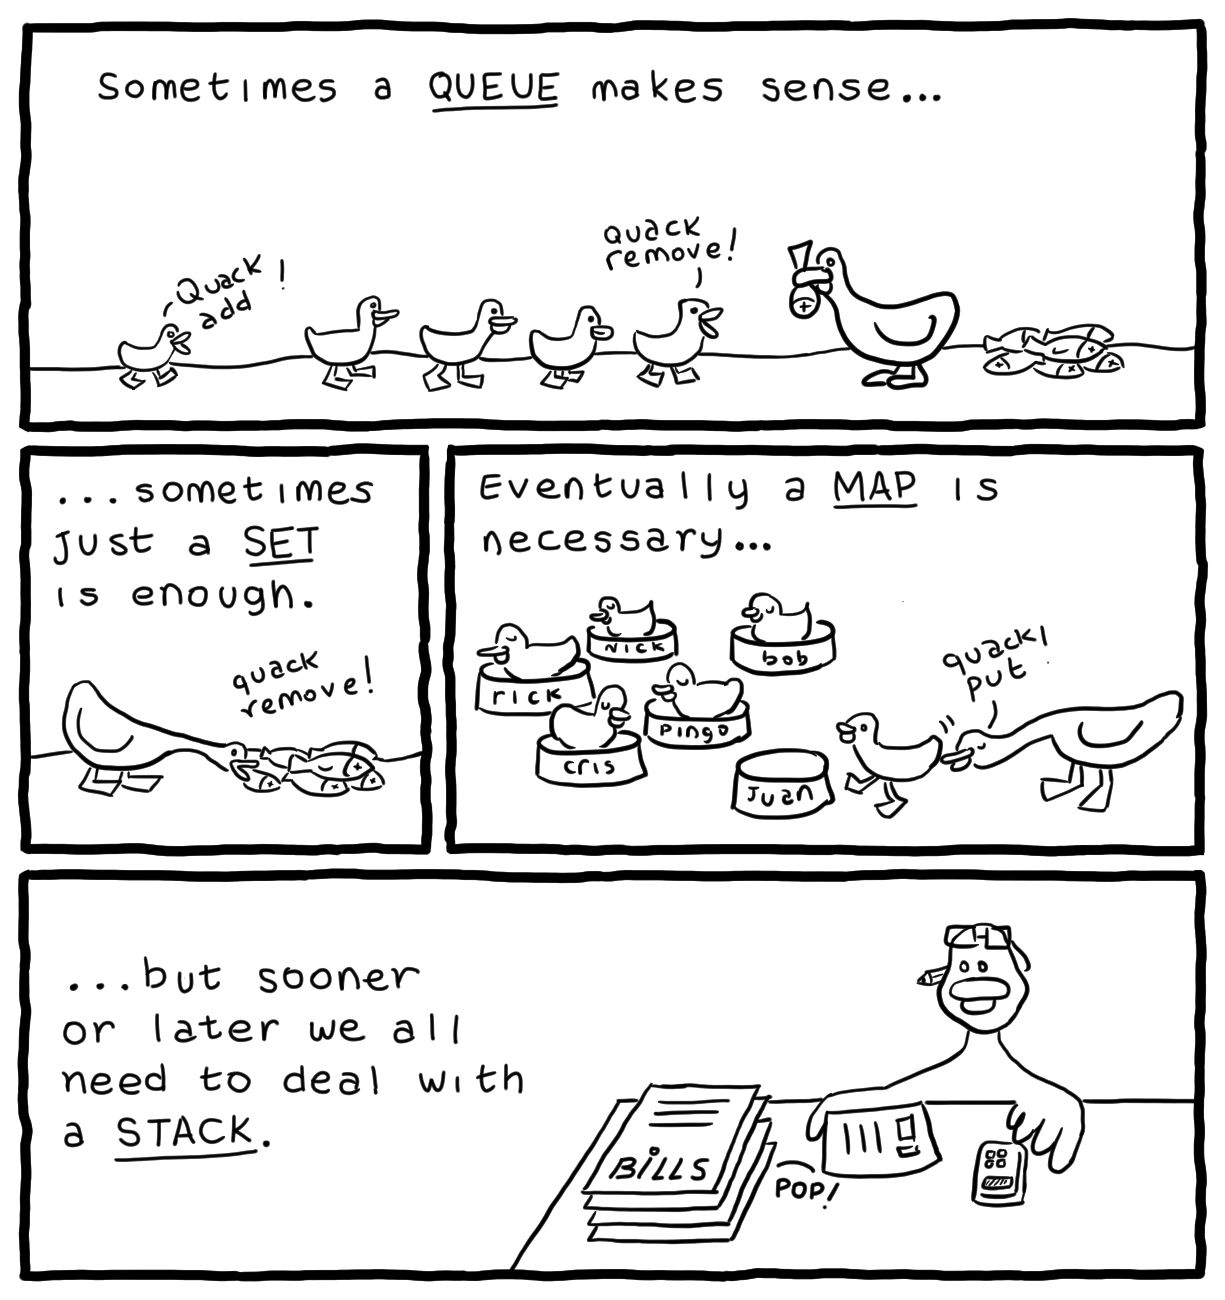 Sometimes a QUEUE makes sense...
Quack
add !
Quack
remove!
...sometimes
just a SET
is enough.
quack
remove!
Eventually a MAP is
necessary...
Nick
bob
rick
Pingo
cris
Juan
quack!
put
...but sooner
or later we all
need to deal with
a STACK.
BiLLS
POP!